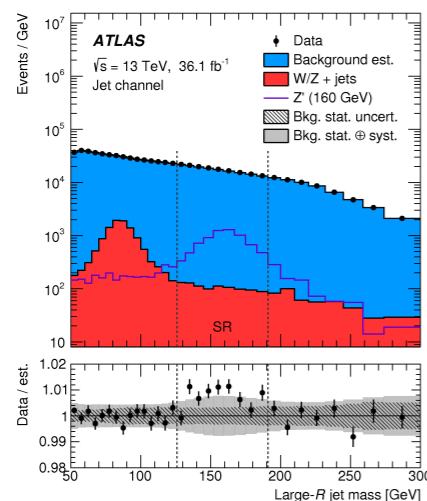 Events / GeV
10⁷
10⁶
10⁵
10⁴
10³
10²
10
ATLAS
√s = 13 TeV, 36.1 fb⁻¹
Jet channel
Data
Background est.
W/Z + jets
Z' (160 GeV)
Bkg. stat. uncert.
Bkg. stat. ⊕ syst.
SR
Data / est.
1.02
1.01
1
0.99
0.98
50 100 150 200 250 300
Large-R jet mass [GeV]